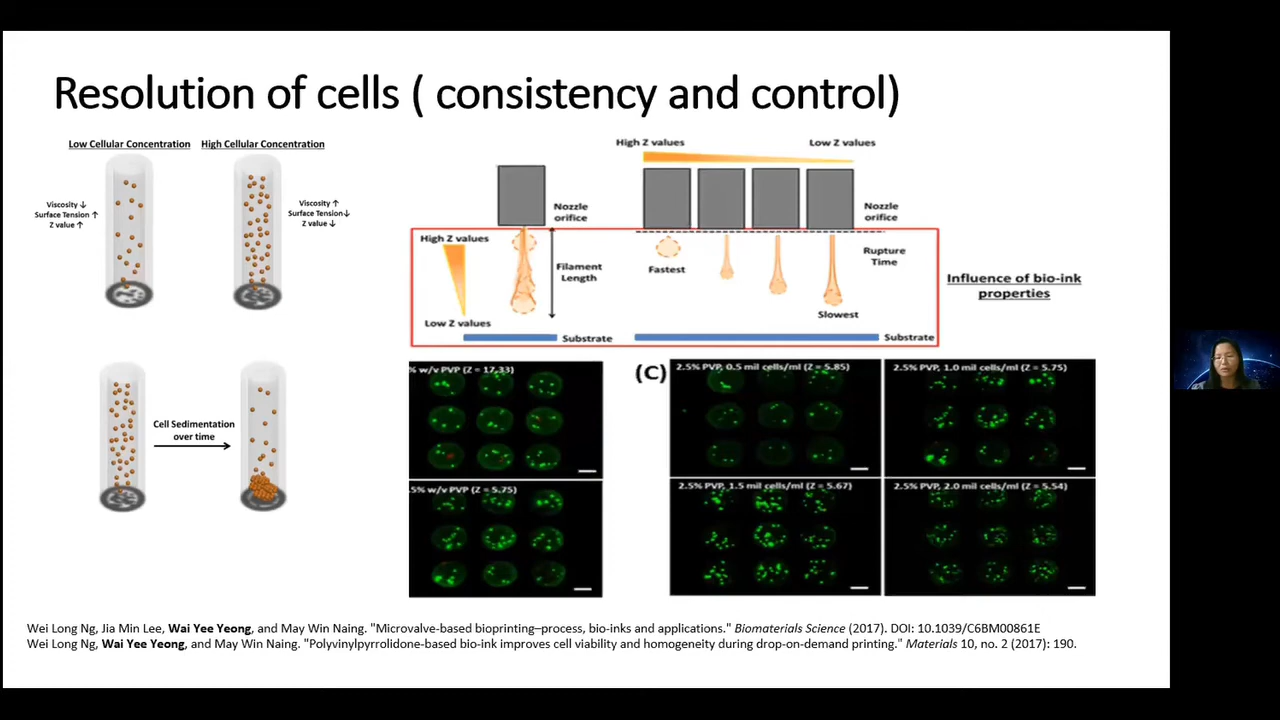 Resolution of cells ( consistency and control)
Low Cellular Concentration
High Cellular Concentration
Viscosity ↓
Surface Tension ↑
Z value ↑
Viscosity ↑
Surface Tension↓
Z value ↓
Cell Sedimentation
over time
High Z values
Low Z values
Nozzle
orifice
Nozzle
orifice
High Z values
Low Z values
Filament
Length
Fastest
Slowest
Rupture
Time
Substrate
Substrate
Influence of bio-ink
properties
% w/v PVP (Z = 17.33)
.5% w/v PVP (Z = 5.75)
(C)
2.5% PVP, 0.5 mil cells/ml (Z = 5.85)
2.5% PVP, 1.0 mil cells/ml (Z = 5.75)
2.5% PVP, 1.5 mil cells/ml (Z = 5.67)
2.5% PVP, 2.0 mil cells/ml (Z = 5.54)
Wei Long Ng, Jia Min Lee, Wai Yee Yeong, and May Win Naing. "Microvalve-based bioprinting–process, bio-inks and applications." Biomaterials Science (2017). DOI: 10.1039/C6BM00861E
Wei Long Ng, Wai Yee Yeong, and May Win Naing. "Polyvinylpyrrolidone-based bio-ink improves cell viability and homogeneity during drop-on-demand printing." Materials 10, no. 2 (2017): 190.